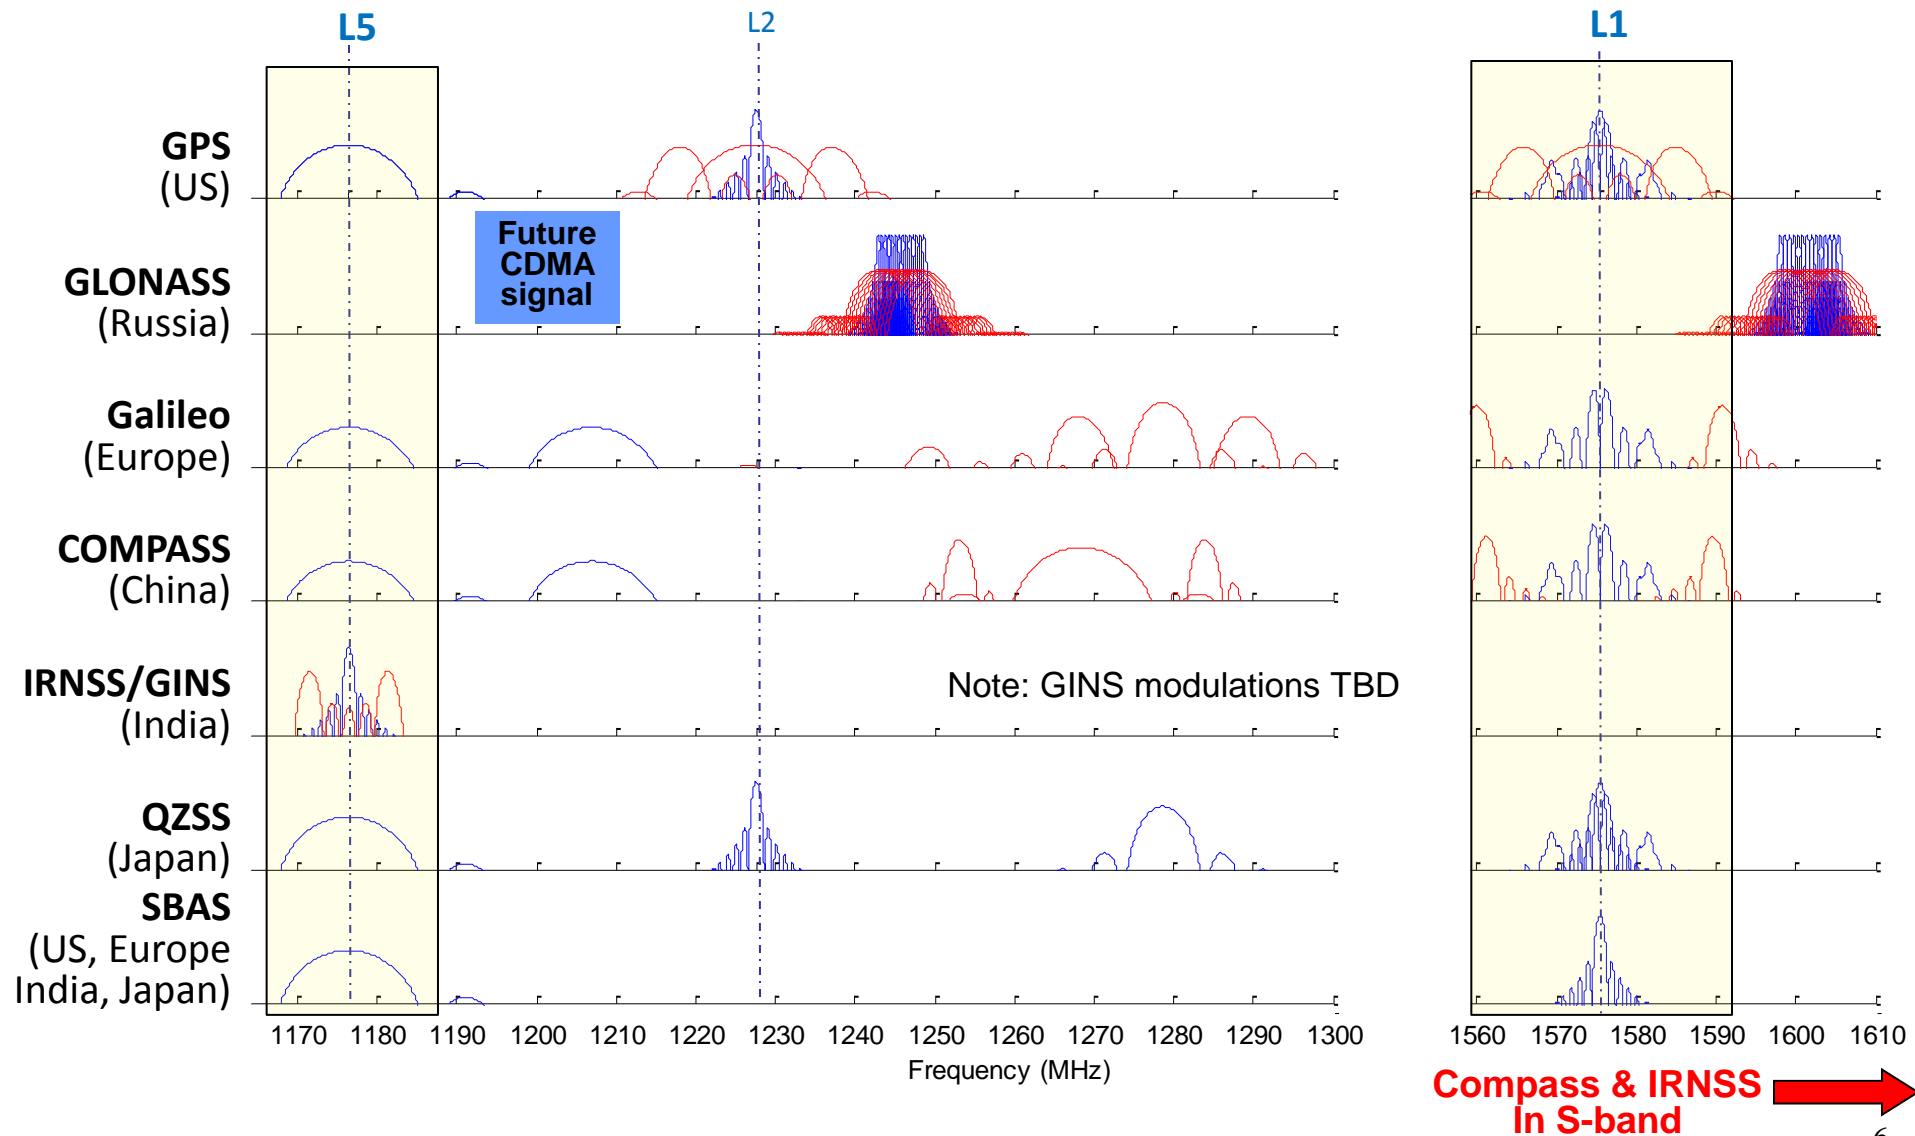 L5
L2
L1
GPS
(US)
Future
CDMA
signal
GLONASS
(Russia)
Galileo
(Europe)
COMPASS
(China)
IRNSS/GINS
(India)
Note: GINS modulations TBD
QZSS
(Japan)
SBAS
(US, Europe
India, Japan)
1170 1180 1190 1200 1210 1220 1230 1240 1250 1260 1270 1280 1290 1300 1560 1570 1580 1590 1600 1610
Frequency (MHz)
Compass & IRNSS
In S-band